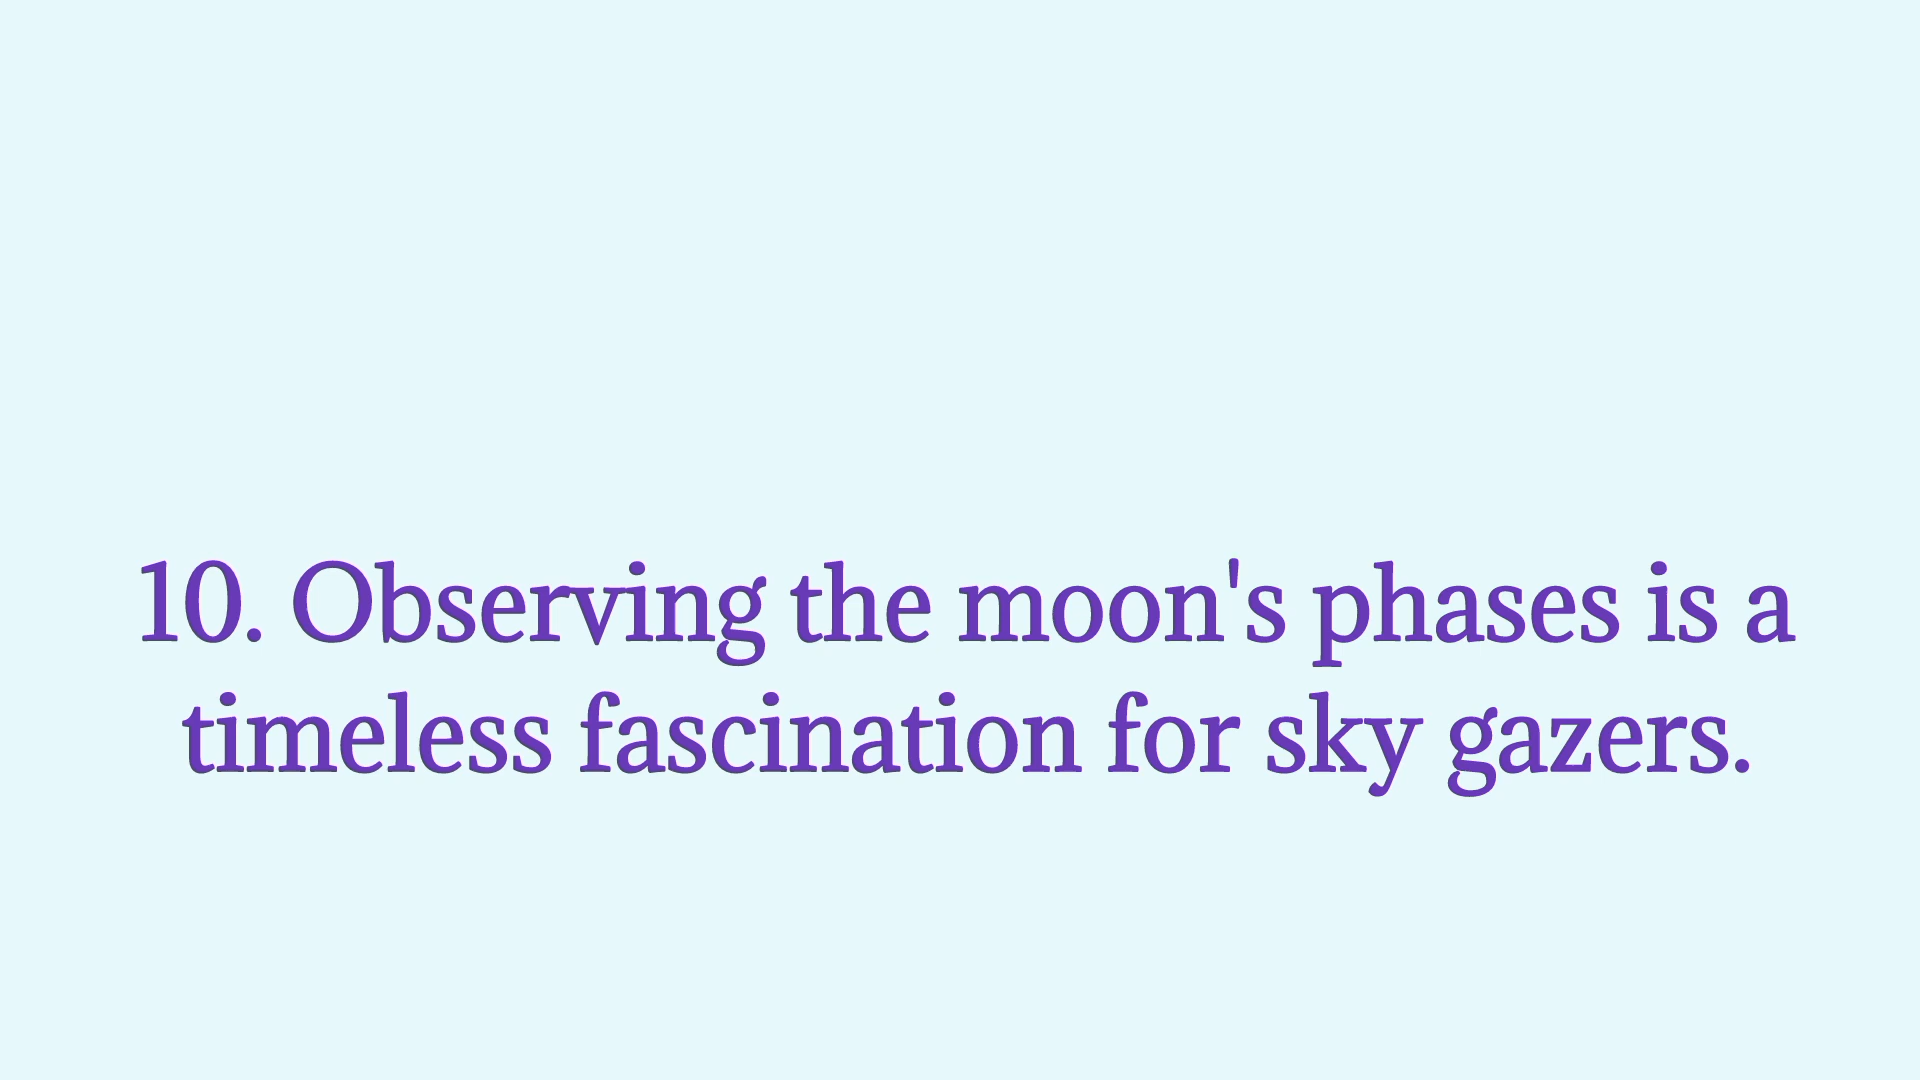 10. Observing the moon's phases is a
timeless fascination for sky gazers.